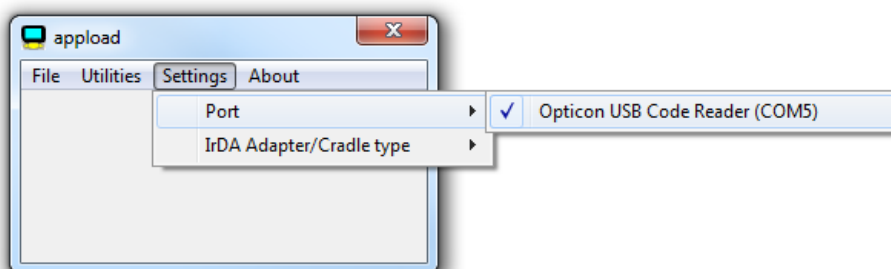 appload
File Utilities Settings About
Port
Opticon USB Code Reader (COM5)
IrDA Adapter/Cradle type